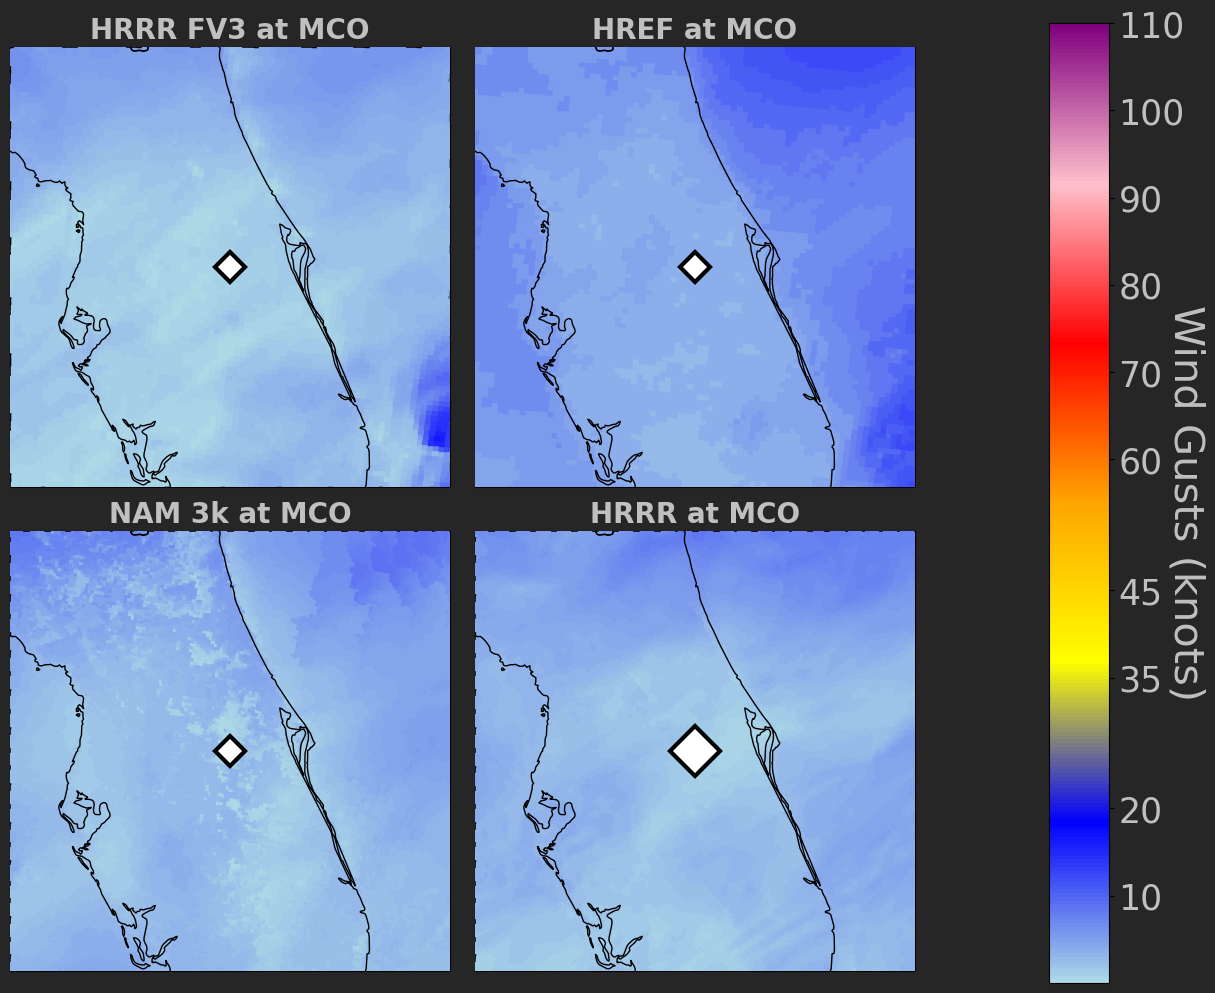 HRRR FV3 at MCO
HREF at MCO
NAM 3k at MCO
HRRR at MCO
110
100
90
80
70
60
45
35
20
10
Wind Gusts (knots)